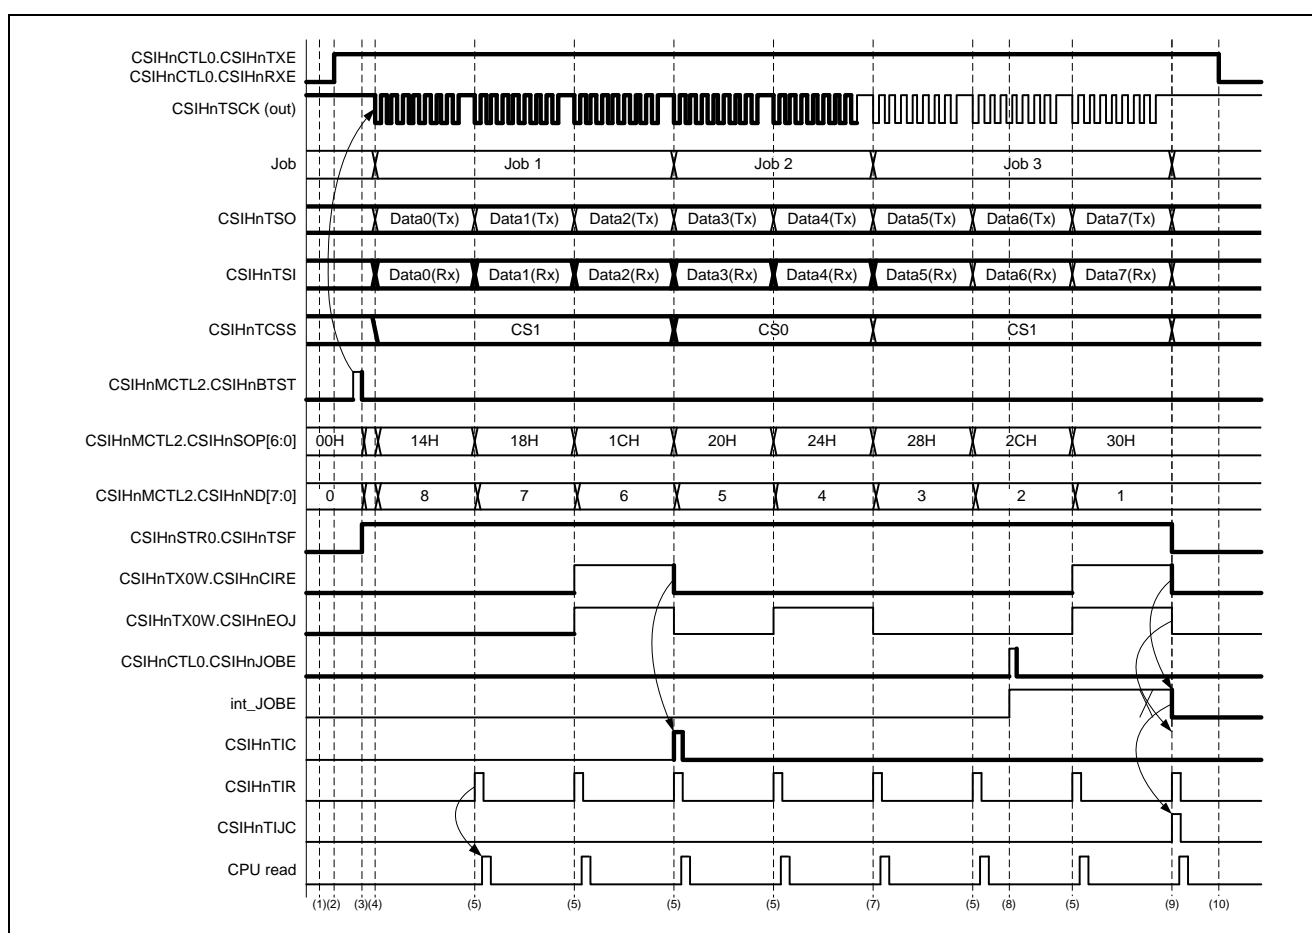 CSIHnCTL0.CSIHnTXE
CSIHnCTL0.CSIHnRXE
CSIHnTSCK (out)
Job Job 1 Job 2 Job 3
CSIHnTSO Data0(Tx) Data1(Tx) Data2(Tx) Data3(Tx) Data4(Tx) Data5(Tx) Data6(Tx) Data7(Tx)
CSIHnTSI Data0(Rx) Data1(Rx) Data2(Rx) Data3(Rx) Data4(Rx) Data5(Rx) Data6(Rx) Data7(Rx)
CSIHnTCSS CS1 CS0 CS1
CSIHnMCTL2.CSIHnBTST
CSIHnMCTL2.CSIHnSOP[6:0] 00H 14H 18H 1CH 20H 24H 28H 2CH 30H
CSIHnMCTL2.CSIHnND[7:0] 0 8 7 6 5 4 3 2 1
CSIHnSTR0.CSIHnTSF
CSIHnTX0W.CSIHnCIRE
CSIHnTX0W.CSIHnEOJ
CSIHnCTL0.CSIHnJOBE
int_JOBE
CSIHnTIC
CSIHnTIR
CSIHnTIJC
CPU read
(1)(2) (3)(4) (5) (5) (5) (5) (7) (5) (8) (5) (9) (10)